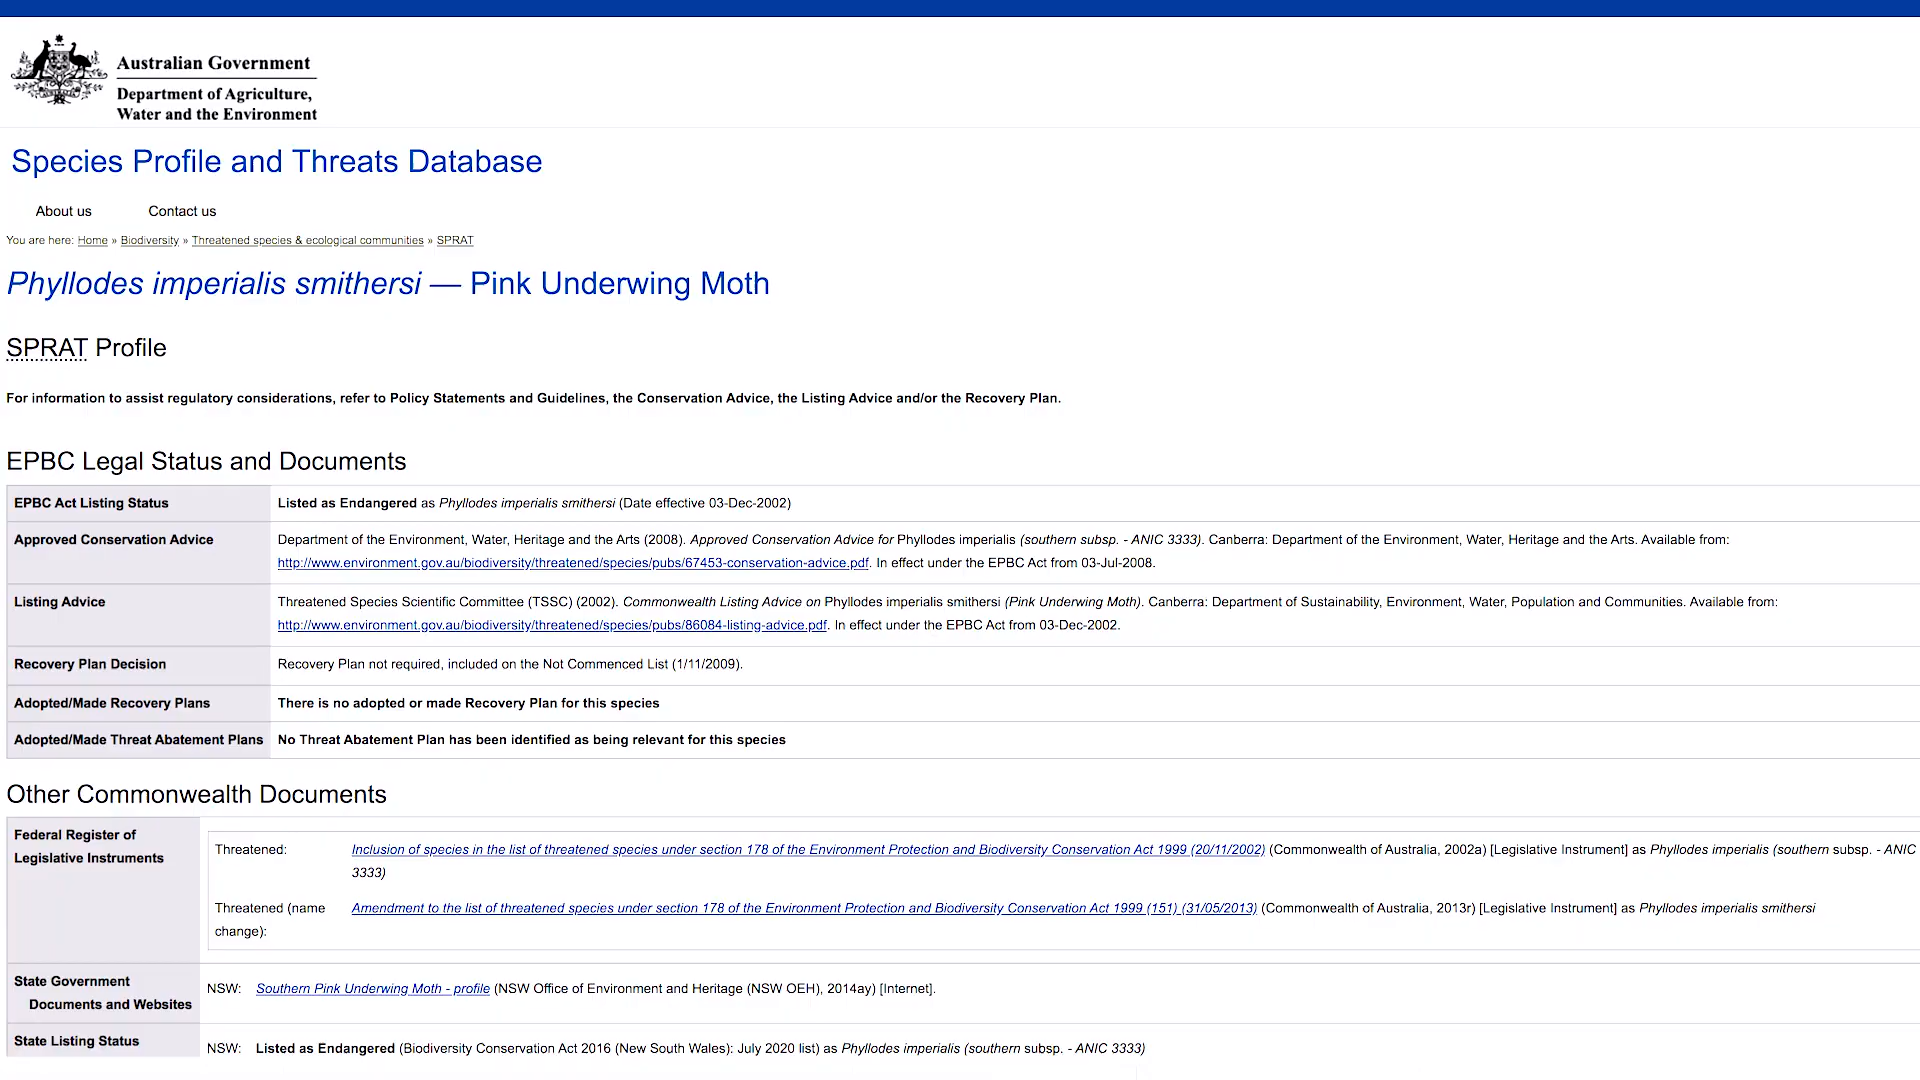 Australian Government
Department of Agriculture,
Water and the Environment
Species Profile and Threats Database
About us Contact us
You are here: Home » Biodiversity » Threatened species & ecological communities » SPRAT
Phyllodes imperialis smithersi — Pink Underwing Moth
SPRAT Profile
For information to assist regulatory considerations, refer to Policy Statements and Guidelines, the Conservation Advice, the Listing Advice and/or the Recovery Plan.
EPBC Legal Status and Documents
EPBC Act Listing Status Listed as Endangered as Phyllodes imperialis smithersi (Date effective 03-Dec-2002)
Approved Conservation Advice Department of the Environment, Water, Heritage and the Arts (2008). Approved Conservation Advice for Phyllodes imperialis (southern subsp. - ANIC 3333). Canberra: Department of the Environment, Water, Heritage and the Arts. Available from:
http://www.environment.gov.au/biodiversity/threatened/species/pubs/67453-conservation-advice.pdf. In effect under the EPBC Act from 03-Jul-2008.
Listing Advice Threatened Species Scientific Committee (TSSC) (2002). Commonwealth Listing Advice on Phyllodes imperialis smithersi (Pink Underwing Moth). Canberra: Department of Sustainability, Environment, Water, Population and Communities. Available from:
http://www.environment.gov.au/biodiversity/threatened/species/pubs/86084-listing-advice.pdf. In effect under the EPBC Act from 03-Dec-2002.
Recovery Plan Decision Recovery Plan not required, included on the Not Commenced List (1/11/2009).
Adopted/Made Recovery Plans There is no adopted or made Recovery Plan for this species
Adopted/Made Threat Abatement Plans No Threat Abatement Plan has been identified as being relevant for this species
Other Commonwealth Documents
Federal Register of
Legislative Instruments
Threatened: Inclusion of species in the list of threatened species under section 178 of the Environment Protection and Biodiversity Conservation Act 1999 (20/11/2002) (Commonwealth of Australia, 2002a) [Legislative Instrument] as Phyllodes imperialis (southern subsp. - ANIC
3333)
Threatened (name Amendment to the list of threatened species under section 178 of the Environment Protection and Biodiversity Conservation Act 1999 (151) (31/05/2013) (Commonwealth of Australia, 2013r) [Legislative Instrument] as Phyllodes imperialis smithersi
change):
State Government
Documents and Websites
NSW: Southern Pink Underwing Moth - profile (NSW Office of Environment and Heritage (NSW OEH), 2014ay) [Internet].
State Listing Status
NSW: Listed as Endangered (Biodiversity Conservation Act 2016 (New South Wales): July 2020 list) as Phyllodes imperialis (southern subsp. - ANIC 3333)